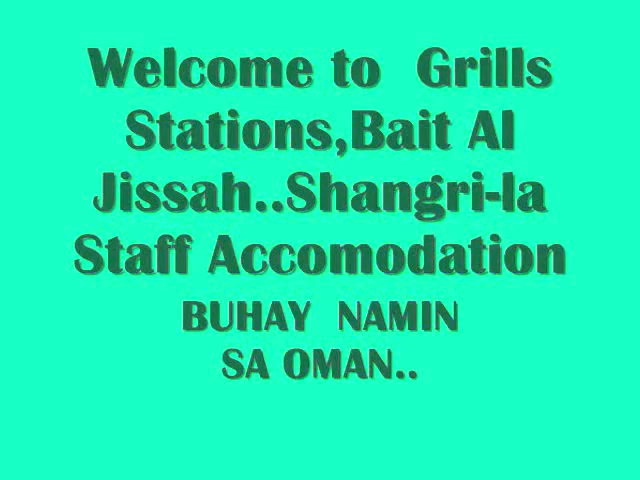 Welcome to  Grills
Stations,Bait Al
Jissah..Shangri-la
Staff Accomodation
BUHAY  NAMIN
SA OMAN..